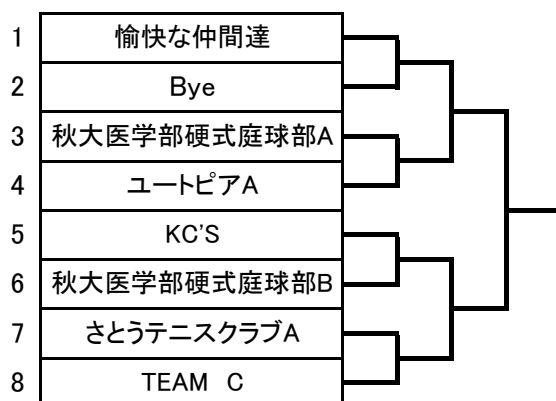 1 愉快な仲間達
2 Bye
3 秋大医学部硬式庭球部A
4 ユートピアA
5 KC'S
6 秋大医学部硬式庭球部B
7 さとうテニスクラブA
8 TEAM C